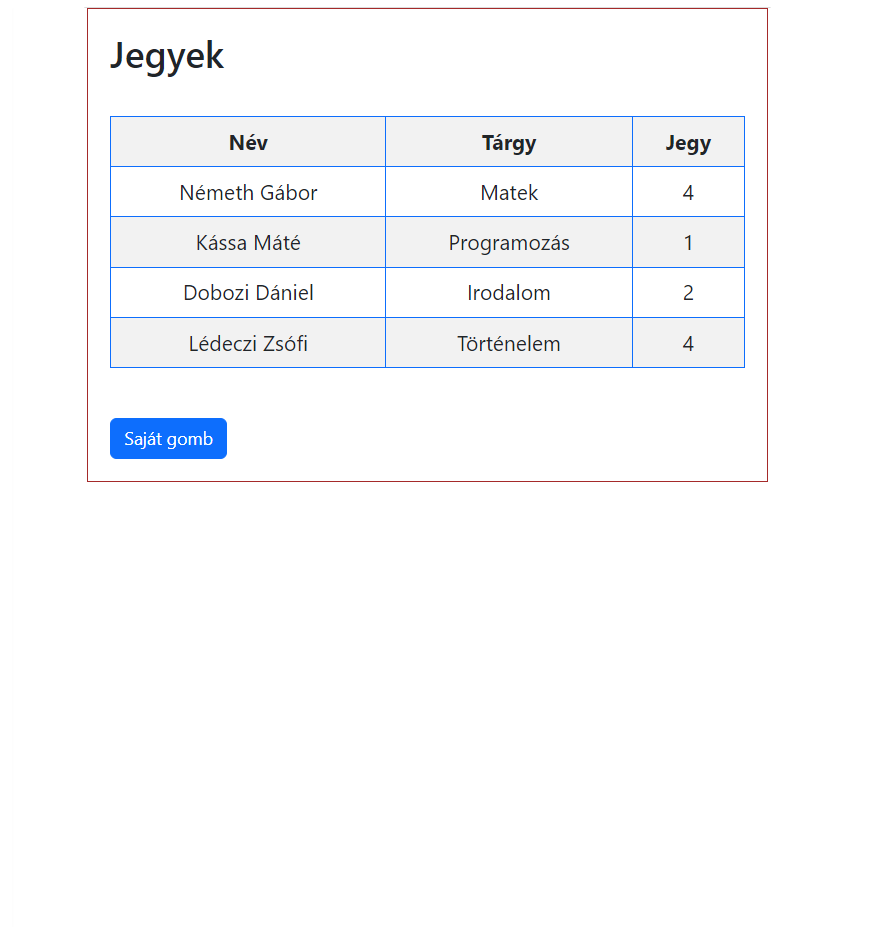 Jegyek
Név Tárgy Jegy
Németh Gábor Matek 4
Kássa Máté Programozás 1
Dobozi Dániel Irodalom 2
Lédeczi Zsófi Történelem 4
Saját gomb